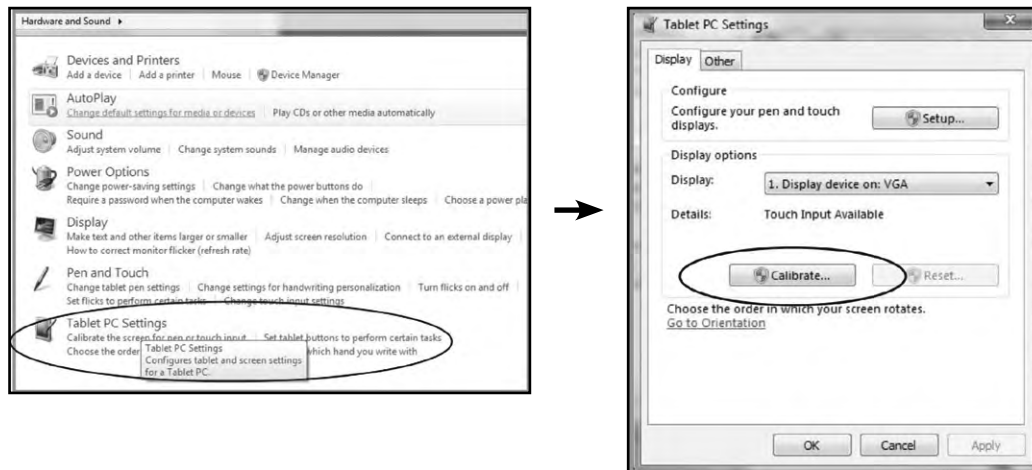 Hardware and Sound
Devices and Printers
Add a device Add a printer Mouse Device Manager
AutoPlay
Change default settings for media or devices Play CDs or other media automatically
Sound
Adjust system volume Change system sounds Manage audio devices
Power Options
Change power-saving settings Change what the power buttons do
Require a password when the computer wakes Change when the computer sleeps Choose a power pla
Display
Make text and other items larger or smaller Adjust screen resolution Connect to an external display
How to correct monitor flicker (refresh rate)
Pen and Touch
Change tablet pen settings Change settings for handwriting personalization Turn flicks on and off
Set flicks to perform certain tasks Change touch input settings
Tablet PC Settings
Calibrate the screen for pen or touch input Set tablet buttons to perform certain tasks
Choose the order which hand you write with
Tablet PC Settings
Configures tablet and screen settings
for a Tablet PC.
Tablet PC Settings
Display Other
Configure
Configure your pen and touch
displays.
Setup...
Display options
Display: 1. Display device on: VGA
Details: Touch Input Available
Calibrate... Reset...
Choose the order in which your screen rotates.
Go to Orientation
OK Cancel Apply